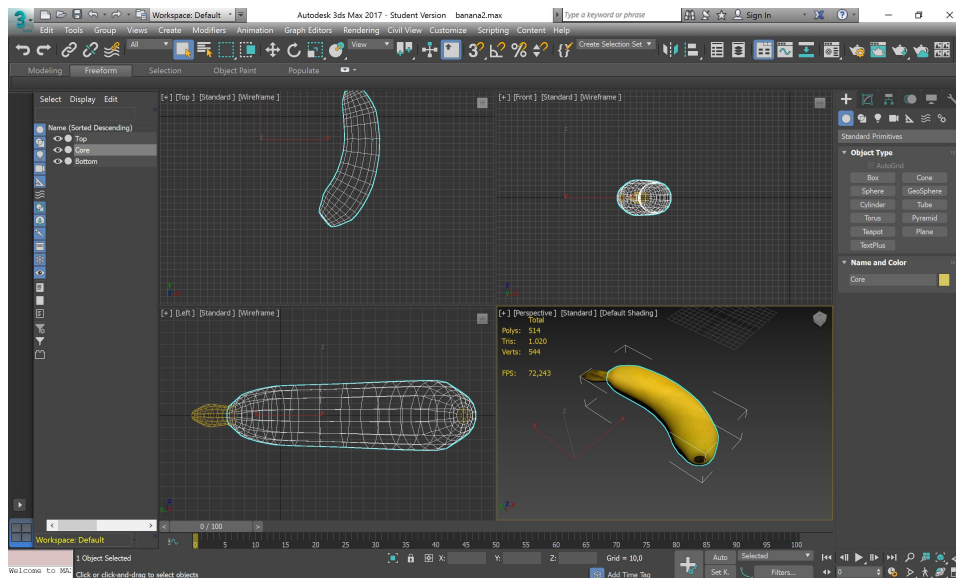 3 MAX Workspace: Default Autodesk 3ds Max 2017 - Student Version banana2.max Type a keyword or phrase Sign In
Edit Tools Group Views Create Modifiers Animation Graph Editors Rendering Civil View Customize Scripting Content Help
All View Create Selection Set
Modeling Freeform Selection Object Paint Populate
Select Display Edit
Name (Sorted Descending)
Top
Core
Bottom
[+] [Top] [Standard] [Wireframe]
[+] [Front] [Standard] [Wireframe]
[+] [Left] [Standard] [Wireframe]
[+] [Perspective] [Standard] [Default Shading]
Total
Polys: 514
Tris: 1.020
Verts: 544
FPS: 72,243
Standard Primitives
Object Type
AutoGrid
Box Cone
Sphere GeoSphere
Cylinder Tube
Torus Pyramid
Teapot Plane
TextPlus
Name and Color
Core
0 / 100
Workspace: Default
0 5 10 15 20 25 30 35 40 45 50 55 60 65 70 75 80 85 90 95 100
1 Object Selected X: Y: Z: Grid = 10,0 Auto Selected
Welcome to Click or click-and-drag to select objects Add Time Tag Set K. Filters... 0